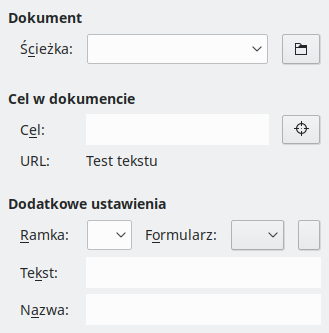 Dokument
Ścieżka:
Cel w dokumencie
Cel:
URL: Test tekstu
Dodatkowe ustawienia
Ramka: Formularz:
Tekst:
Nazwa: